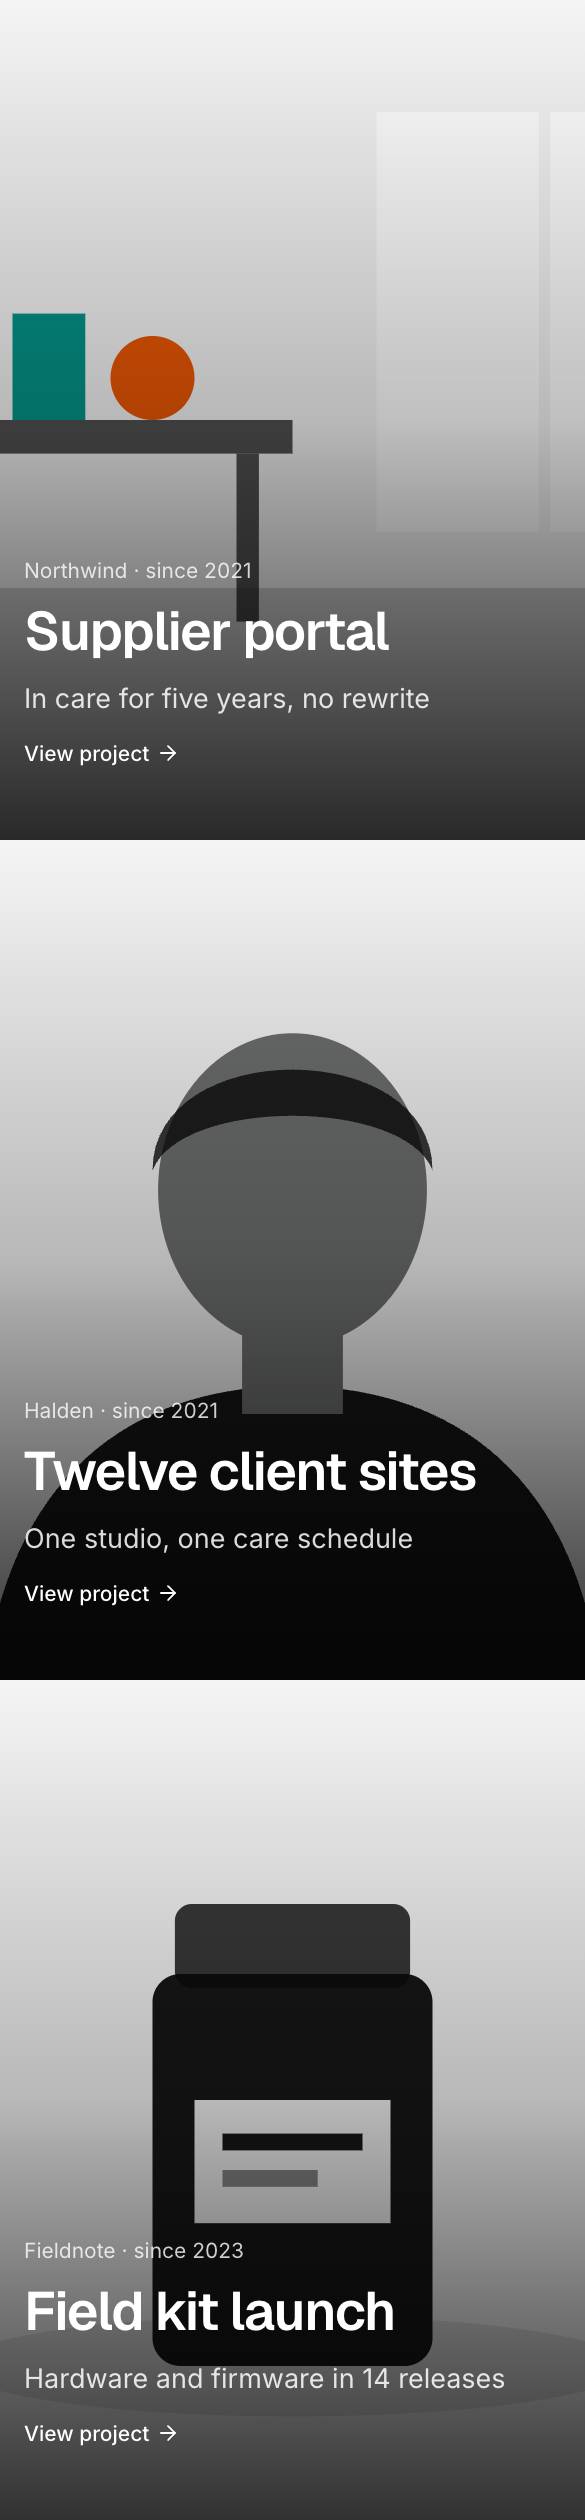 Northwind · since 2021
Supplier portal
In care for five years, no rewrite
View project →
Halden · since 2021
Twelve client sites
One studio, one care schedule
View project →
Fieldnote · since 2023
Field kit launch
Hardware and firmware in 14 releases
View project →